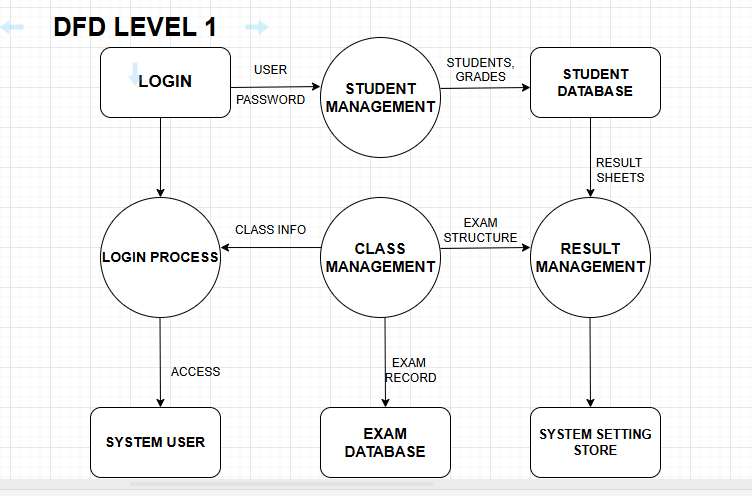 DFD LEVEL 1
LOGIN
USER
PASSWORD
STUDENT
MANAGEMENT
STUDENTS,
GRADES
STUDENT
DATABASE
RESULT
SHEETS
LOGIN PROCESS
CLASS INFO
CLASS
MANAGEMENT
EXAM
STRUCTURE
RESULT
MANAGEMENT
ACCESS
EXAM
RECORD
SYSTEM USER
EXAM
DATABASE
SYSTEM SETTING
STORE